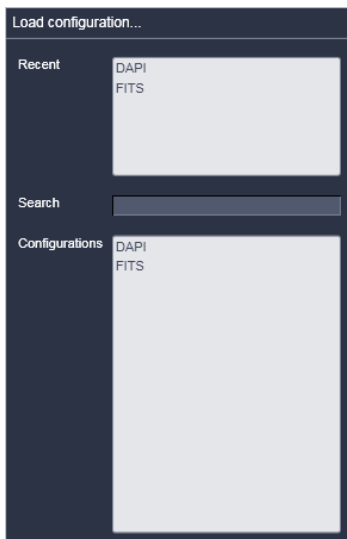 Load configuration...
Recent
DAPI
FITS
Search
Configurations
DAPI
FITS